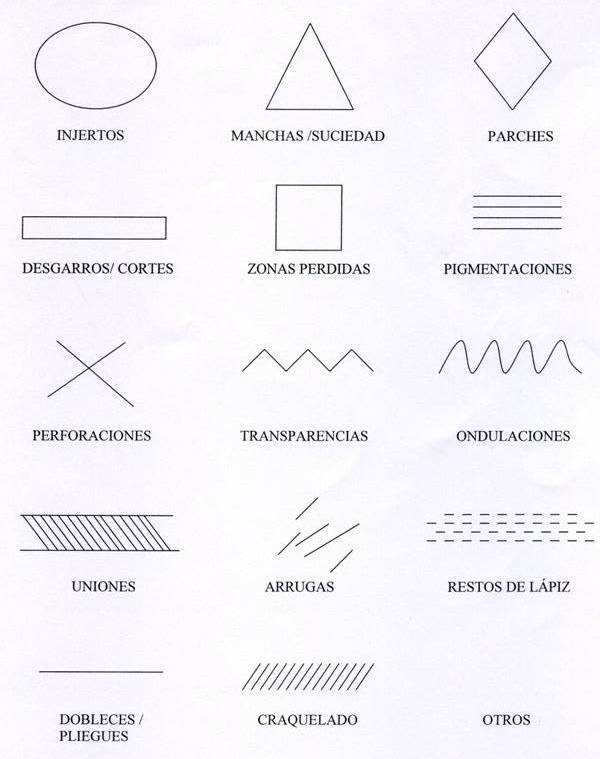 INJERTOS
MANCHAS /SUCIEDAD
PARCHES
DESGARROS/ CORTES
ZONAS PERDIDAS
PIGMENTACIONES
PERFORACIONES
TRANSPARENCIAS
ONDULACIONES
UNIONES
ARRUGAS
RESTOS DE LÁPIZ
DOBLECES /
PLIEGUES
CRAQUELADO
OTROS